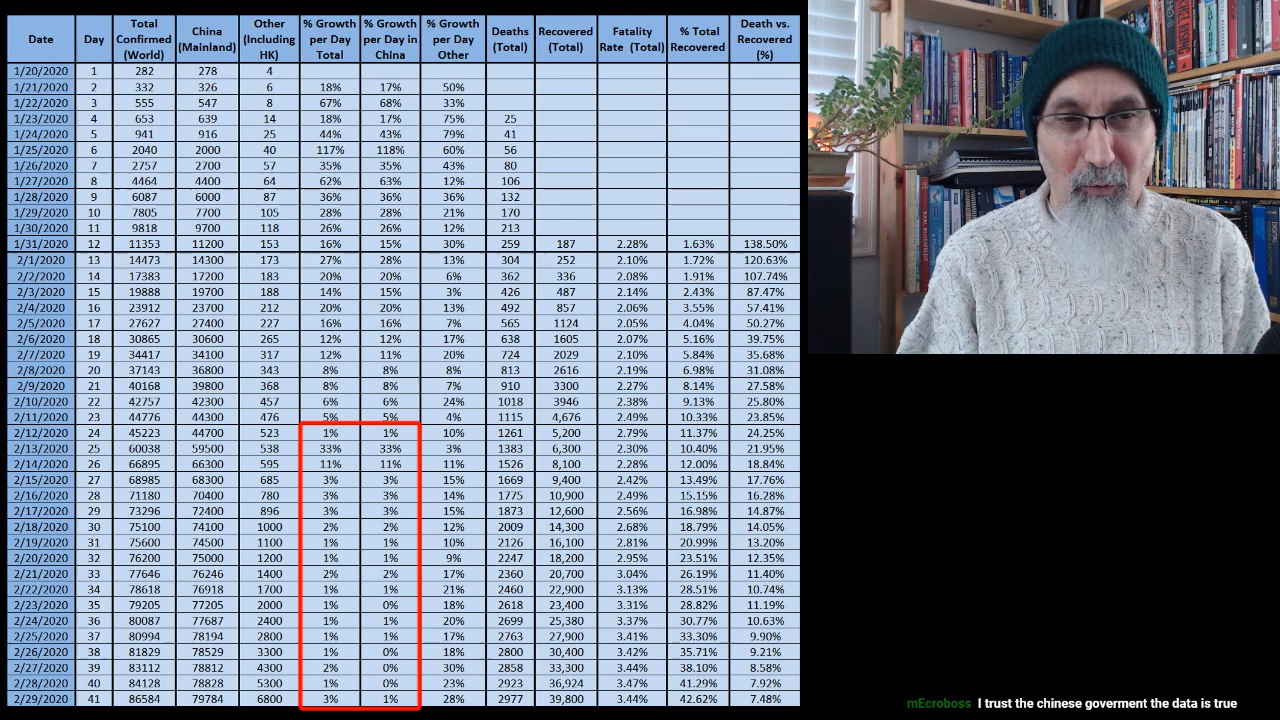 Date Day Total Confirmed (World) China (Mainland) Other (Including HK) % Growth per Day Total % Growth per Day in China % Growth per Day Other Deaths (Total) Recovered (Total) Fatality Rate (Total) % Total Recovered Death vs. Recovered (%)
1/20/2020 1 282 278 4
1/21/2020 2 332 326 6 18% 17% 50%
1/22/2020 3 555 547 8 67% 68% 33%
1/23/2020 4 653 639 14 18% 17% 75% 25
1/24/2020 5 941 916 25 44% 43% 79% 41
1/25/2020 6 2040 2000 40 117% 118% 60% 56
1/26/2020 7 2757 2700 57 35% 35% 43% 80
1/27/2020 8 4464 4400 64 62% 63% 12% 106
1/28/2020 9 6087 6000 87 36% 36% 36% 132
1/29/2020 10 7805 7700 105 28% 28% 21% 170
1/30/2020 11 9818 9700 118 26% 26% 12% 213
1/31/2020 12 11353 11200 153 16% 15% 30% 259 187 2.28% 1.63% 138.50%
2/1/2020 13 14473 14300 173 27% 28% 13% 304 252 2.10% 1.72% 120.63%
2/2/2020 14 17383 17200 183 20% 20% 6% 362 336 2.08% 1.91% 107.74%
2/3/2020 15 19888 19700 188 14% 15% 3% 426 487 2.14% 2.43% 87.47%
2/4/2020 16 23912 23700 212 20% 20% 13% 492 857 2.06% 3.55% 57.41%
2/5/2020 17 27627 27400 227 16% 16% 7% 565 1124 2.05% 4.04% 50.27%
2/6/2020 18 30865 30600 265 12% 12% 17% 638 1605 2.07% 5.16% 39.75%
2/7/2020 19 34417 34100 317 12% 11% 20% 724 2029 2.10% 5.84% 35.68%
2/8/2020 20 37143 36800 343 8% 8% 8% 813 2616 2.19% 6.98% 31.08%
2/9/2020 21 40168 39800 368 8% 8% 7% 910 3300 2.27% 8.14% 27.58%
2/10/2020 22 42757 42300 457 6% 6% 24% 1018 3946 2.38% 9.13% 25.80%
2/11/2020 23 44776 44300 476 5% 5% 4% 1115 4,676 2.49% 10.33% 23.85%
2/12/2020 24 45223 44700 523 1% 1% 10% 1261 5,200 2.79% 11.37% 24.25%
2/13/2020 25 60038 59500 538 33% 33% 3% 1383 6,300 2.30% 10.40% 21.95%
2/14/2020 26 66895 66300 595 11% 11% 11% 1526 8,100 2.28% 12.00% 18.84%
2/15/2020 27 68985 68300 685 3% 3% 15% 1669 9,400 2.42% 13.49% 17.76%
2/16/2020 28 71180 70400 780 3% 3% 14% 1775 10,900 2.49% 15.15% 16.28%
2/17/2020 29 73296 72400 896 3% 3% 15% 1873 12,600 2.56% 16.98% 14.87%
2/18/2020 30 75100 74100 1000 2% 2% 12% 2009 14,300 2.68% 18.79% 14.05%
2/19/2020 31 75600 74500 1100 1% 1% 10% 2126 16,100 2.81% 20.99% 13.20%
2/20/2020 32 76200 75000 1200 1% 1% 9% 2247 18,200 2.95% 23.51% 12.35%
2/21/2020 33 77646 76246 1400 2% 2% 17% 2360 20,700 3.04% 26.19% 11.40%
2/22/2020 34 78618 76918 1700 1% 1% 21% 2460 22,900 3.13% 28.51% 10.74%
2/23/2020 35 79205 77205 2000 1% 0% 18% 2618 23,400 3.31% 28.82% 11.19%
2/24/2020 36 80087 77687 2400 1% 1% 20% 2699 25,380 3.37% 30.77% 10.63%
2/25/2020 37 80994 78194 2800 1% 1% 17% 2763 27,900 3.41% 33.30% 9.90%
2/26/2020 38 81829 78529 3300 1% 0% 18% 2800 30,400 3.42% 35.71% 9.21%
2/27/2020 39 83112 78812 4300 2% 0% 30% 2858 33,300 3.44% 38.10% 8.58%
2/28/2020 40 84128 78828 5300 1% 0% 23% 2923 36,924 3.47% 41.29% 7.92%
2/29/2020 41 86584 79784 6800 3% 1% 28% 2977 39,800 3.44% 42.62% 7.48%
mEcroboss I trust the chinese goverment the data is true